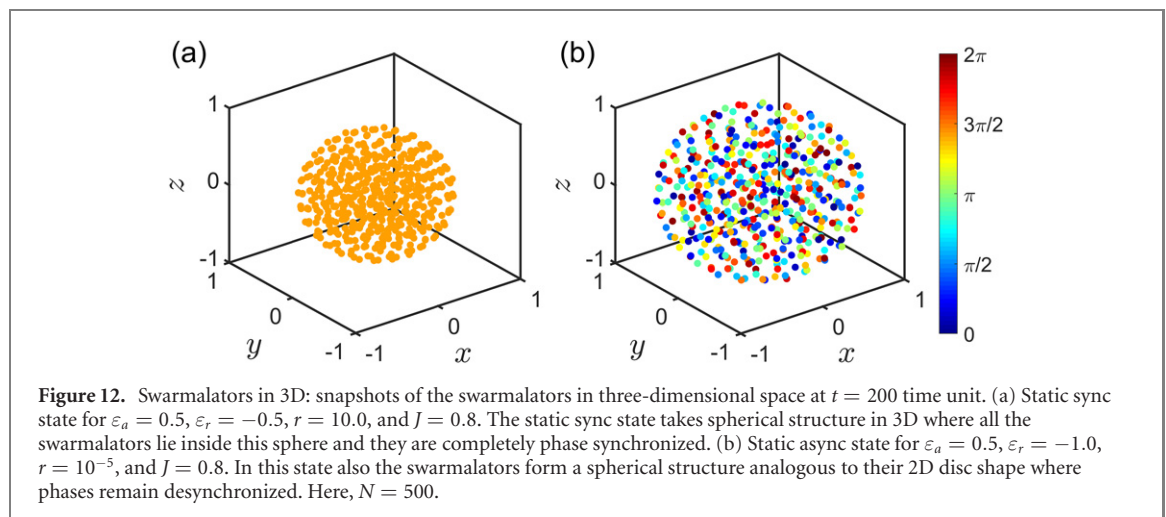 (a)
(b)
2π
3π/2
π
π/2
0
1
0
-1
z
1
0
-1
y
-1
0
1
x
1
0
-1
z
1
0
-1
y
-1
0
1
x
Figure 12. Swarmalators in 3D: snapshots of the swarmalators in three-dimensional space at t = 200 time unit. (a) Static sync
state for εₐ = 0.5, εᵣ = −0.5, r = 10.0, and J = 0.8. The static sync state takes spherical structure in 3D where all the
swarmalators lie inside this sphere and they are completely phase synchronized. (b) Static async state for εₐ = 0.5, εᵣ = −1.0,
r = 10⁻⁵, and J = 0.8. In this state also the swarmalators form a spherical structure analogous to their 2D disc shape where
phases remain desynchronized. Here, N = 500.